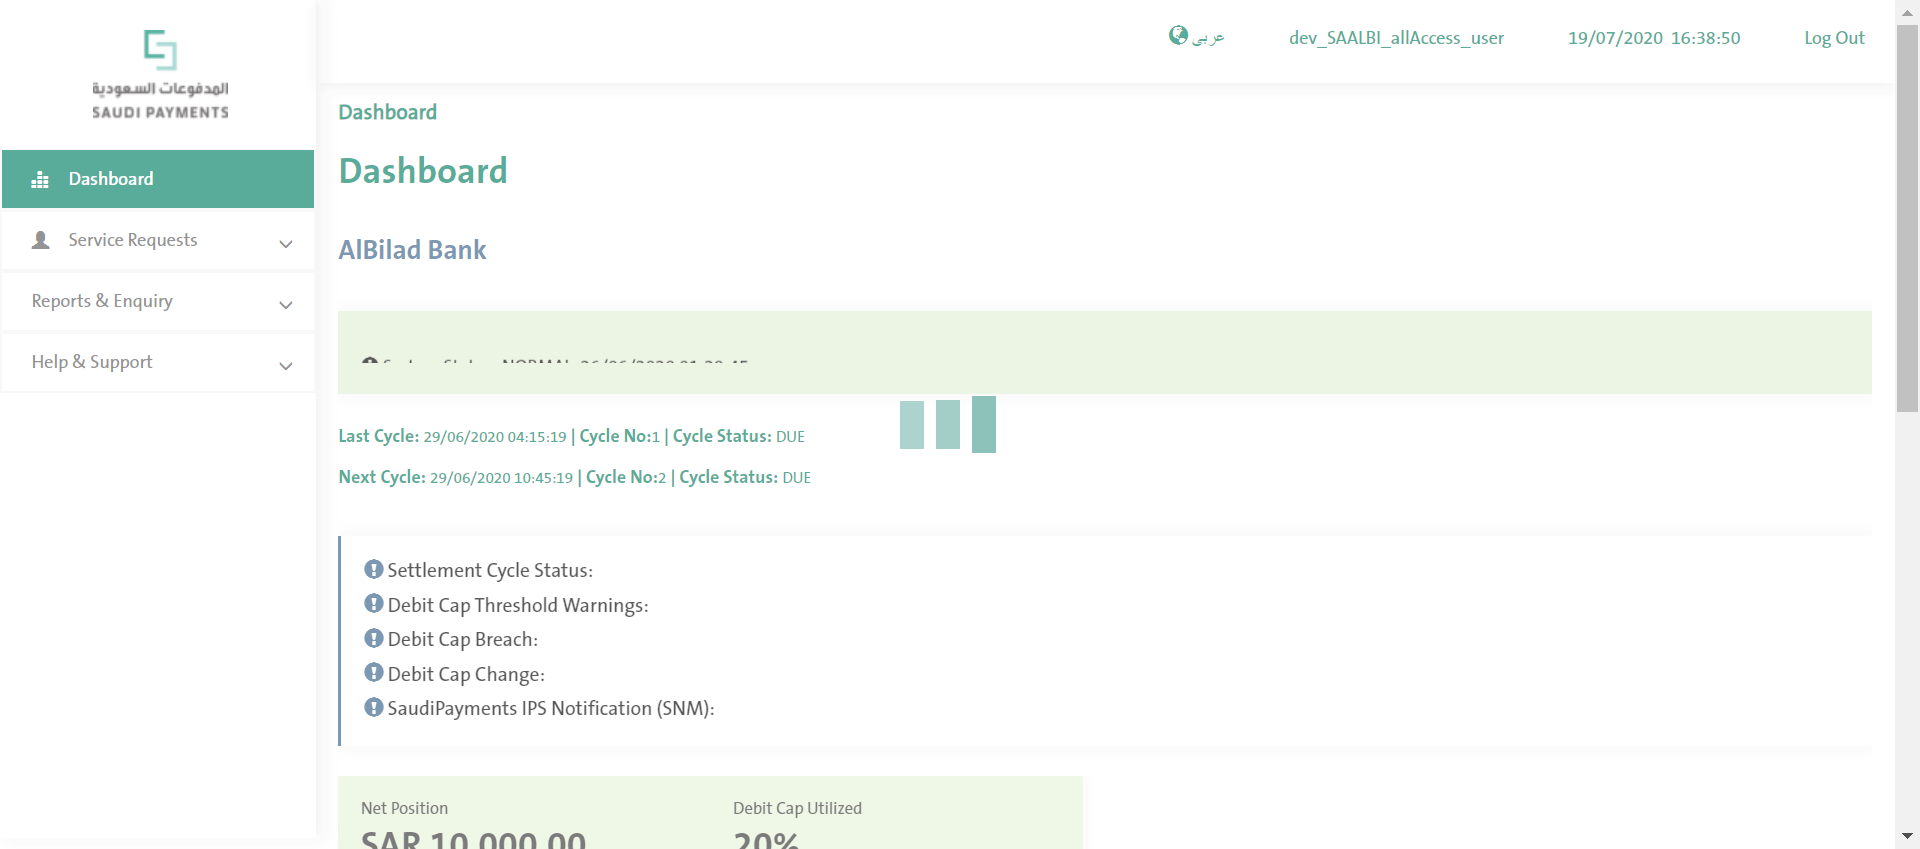 المدفوعات السعودية
SAUDI PAYMENTS
عربى
dev_SAALBI_allAccess_user
19/07/2020 16:38:50
Log Out
Dashboard
Service Requests
Reports & Enquiry
Help & Support
Dashboard
Dashboard
AlBilad Bank
System Status: NORMAL
Last Cycle: 29/06/2020 04:15:19 | Cycle No:1 | Cycle Status: DUE
Next Cycle: 29/06/2020 10:45:19 | Cycle No:2 | Cycle Status: DUE
Settlement Cycle Status:
Debit Cap Threshold Warnings:
Debit Cap Breach:
Debit Cap Change:
SaudiPayments IPS Notification (SNM):
Net Position
SAR 10,000.00
Debit Cap Utilized
20%